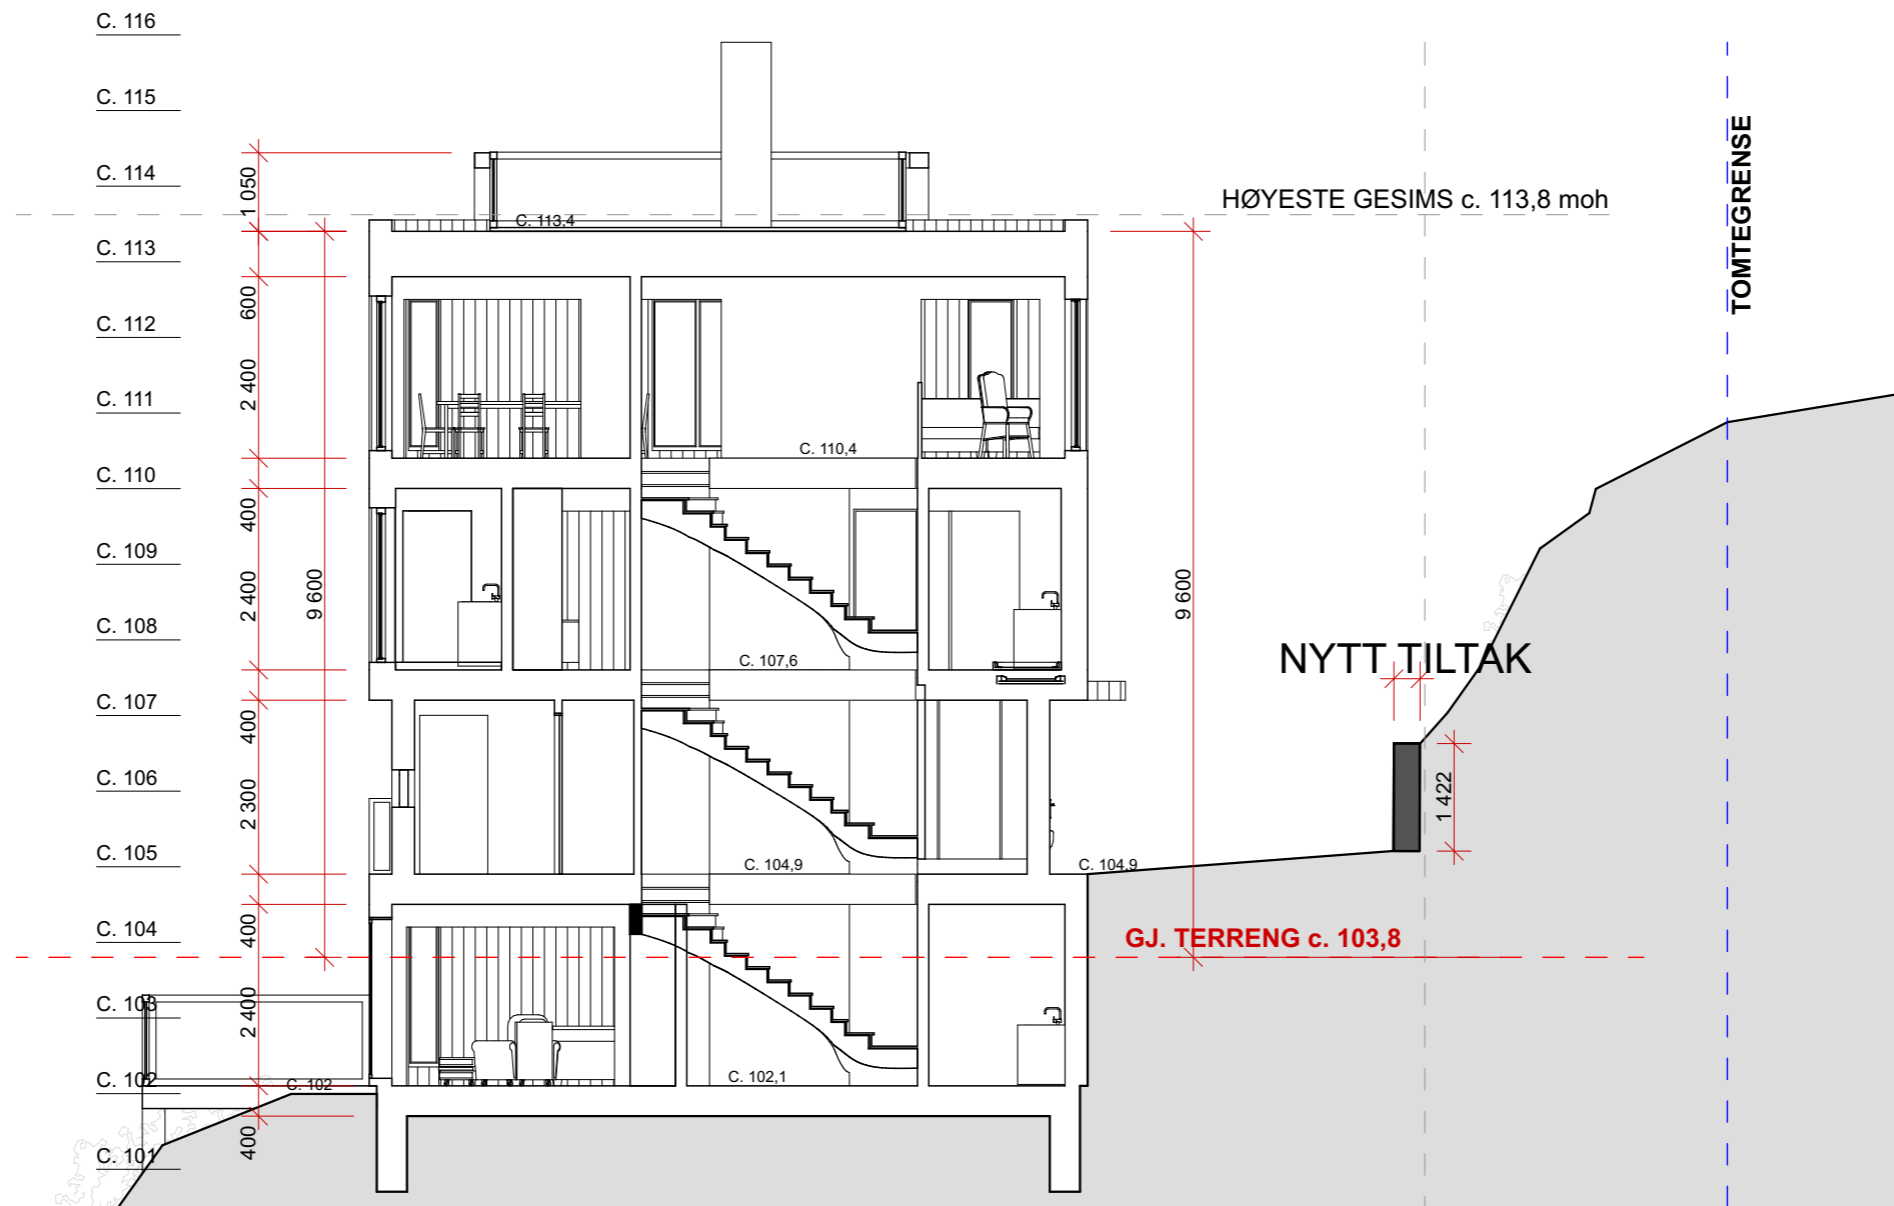 C. 116
C. 115
C. 114
C. 113
C. 112
C. 111
C. 110
C. 109
C. 108
C. 107
C. 106
C. 105
C. 104
C. 103
C. 102
C. 101
1 050
600
2 400
400
2 400
400
2 300
400
2 400
400
9 600
C. 113,4
C. 110,4
C. 107,6
C. 104,9
C. 102,1
C. 102
C. 104,9
9 600
HØYESTE GESIMS c. 113,8 moh
TOMTEGRENSE
NYTT TILTAK
1 422
GJ. TERRENG c. 103,8